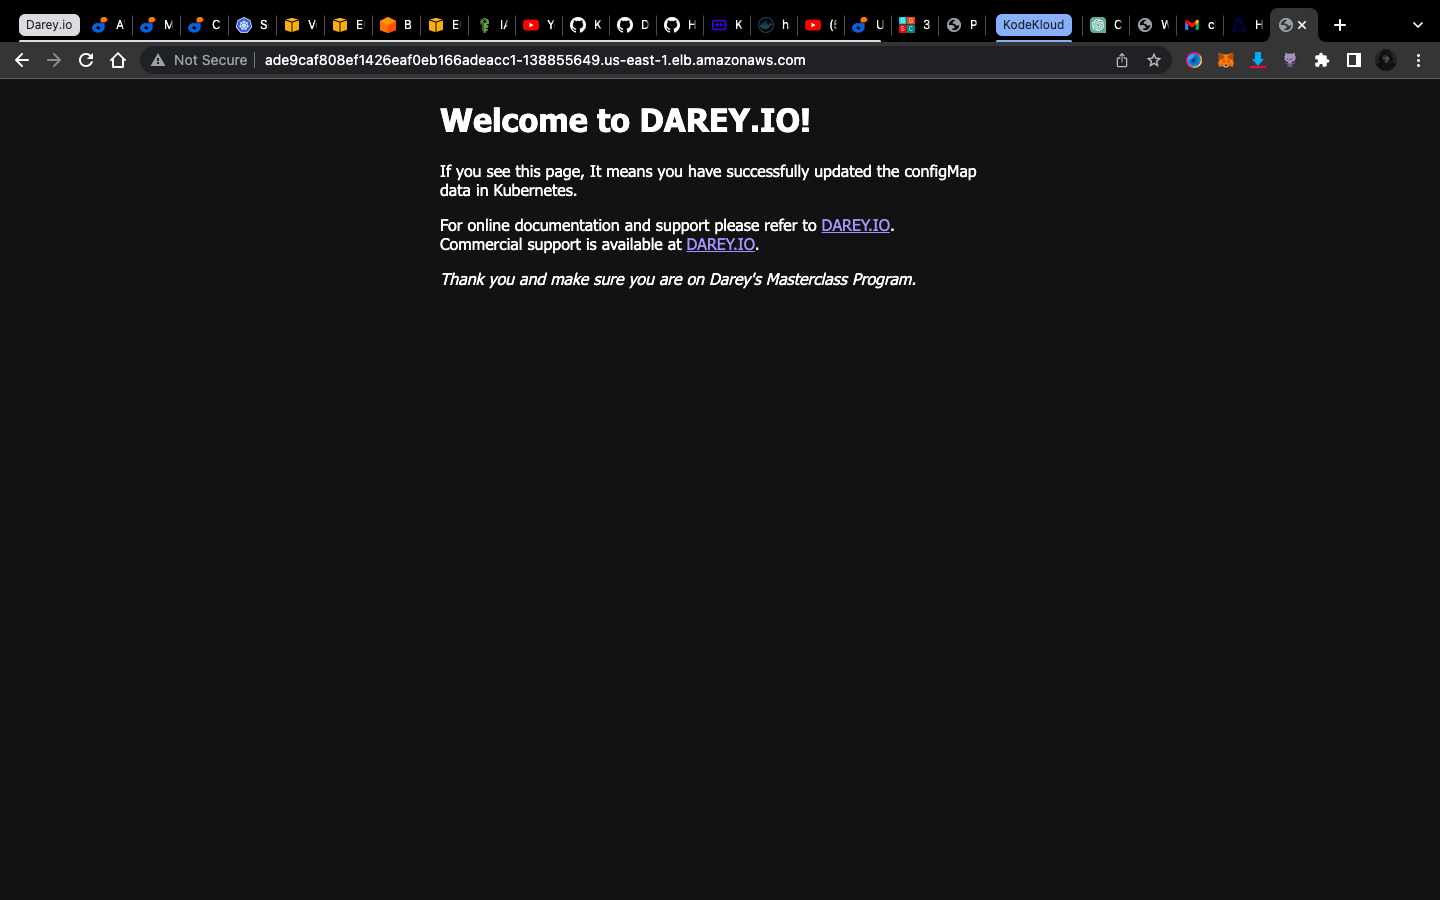 Darey.io A M C S V E B E IA Y K D H K h (5 U 3 P KodeKloud C W c H
Not Secure ade9caf808ef1426eaf0eb166adeacc1-138855649.us-east-1.elb.amazonaws.com
Welcome to DAREY.IO!
If you see this page, It means you have successfully updated the configMap
data in Kubernetes.
For online documentation and support please refer to DAREY.IO.
Commercial support is available at DAREY.IO.
Thank you and make sure you are on Darey's Masterclass Program.